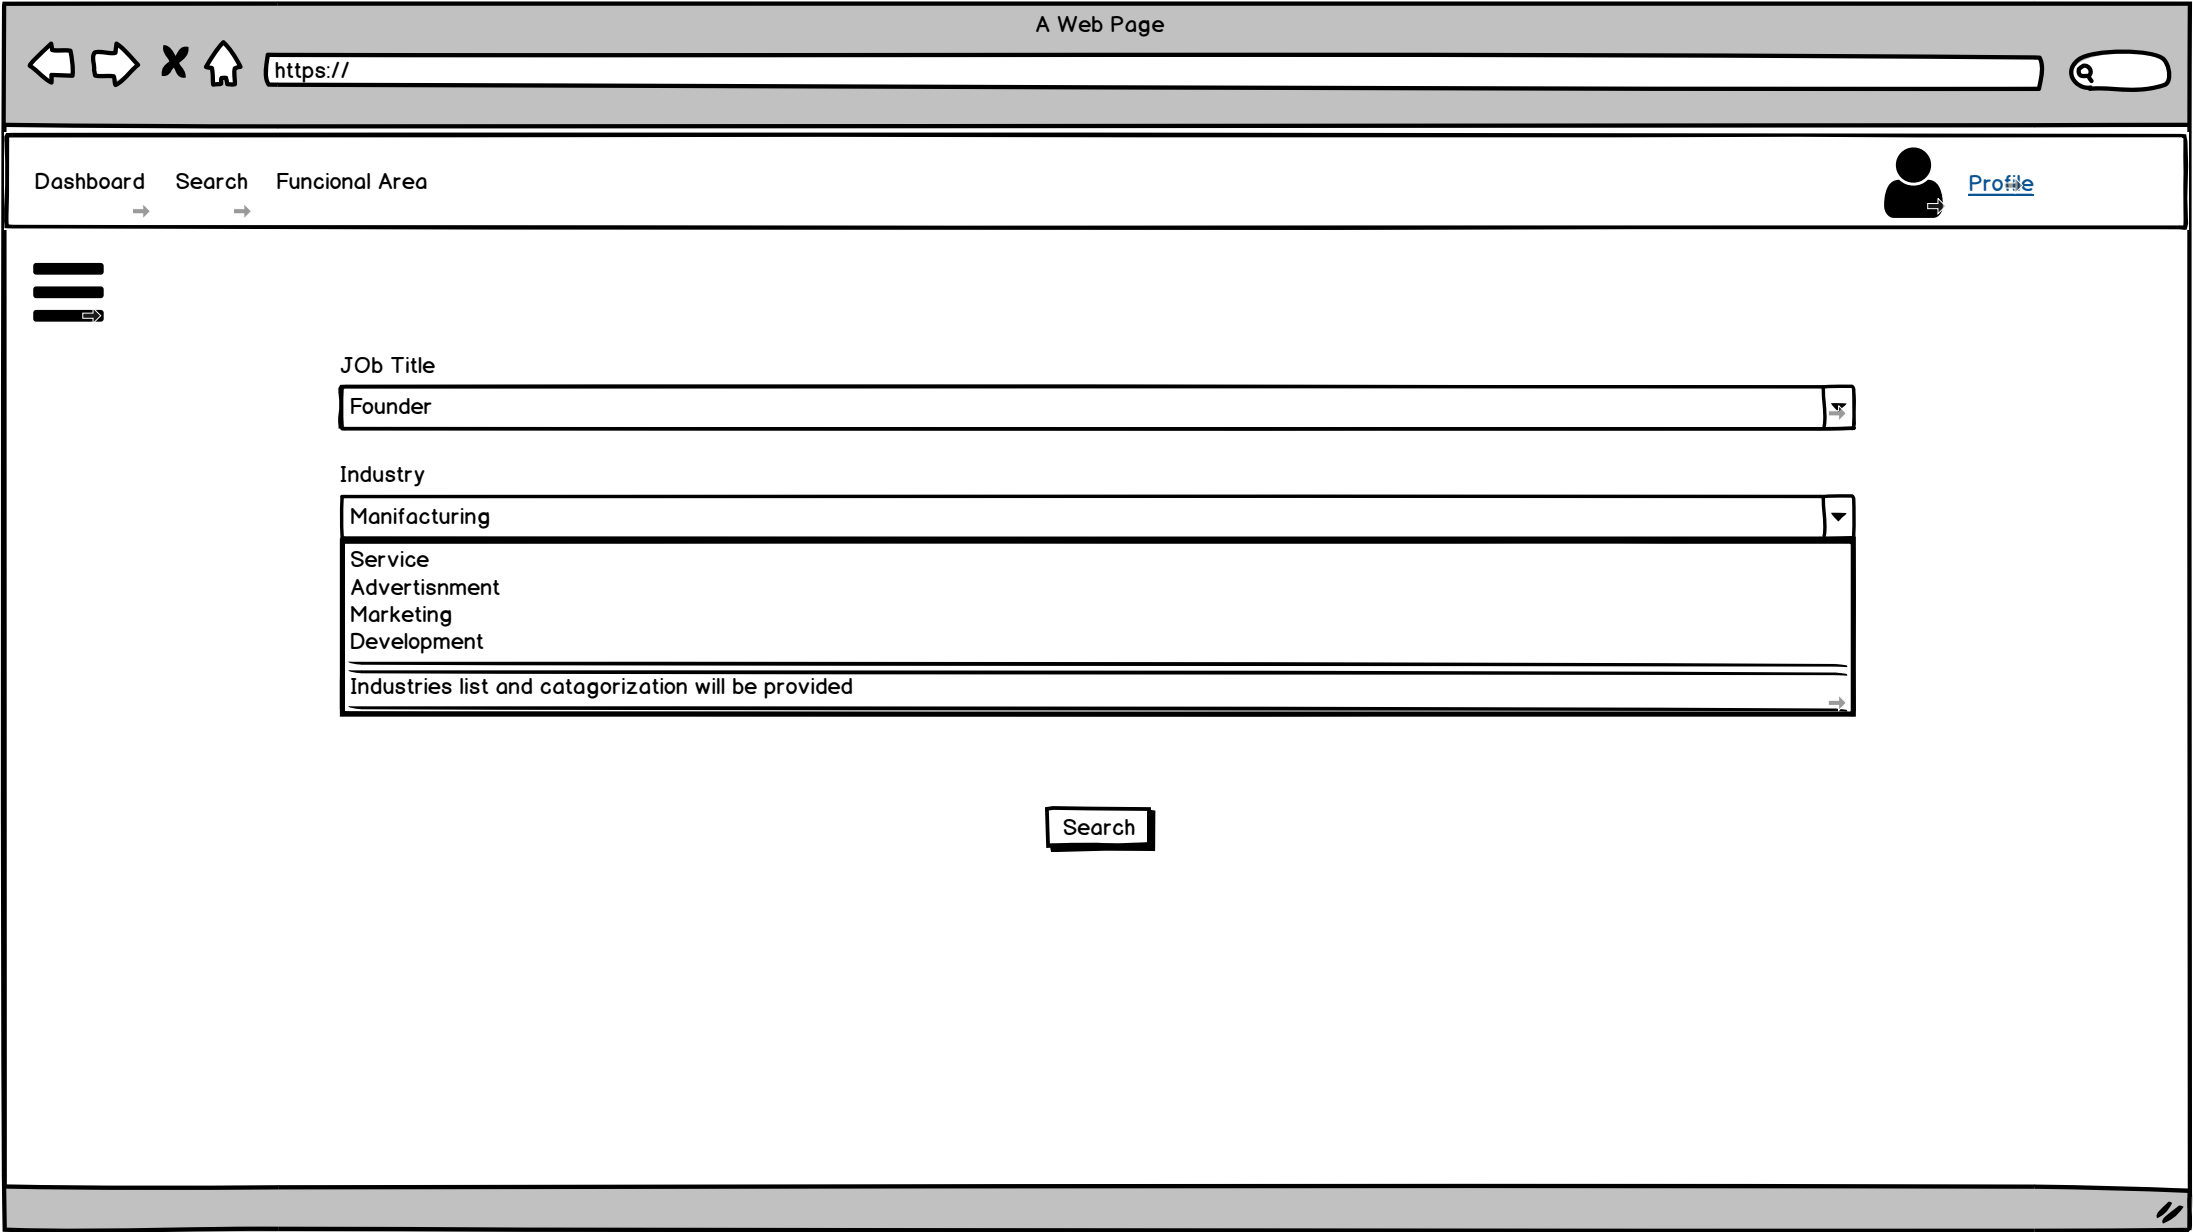 A Web Page
https://
Dashboard Search Funcional Area Profile
JOb Title
Founder
Industry
Manifacturing
Service
Advertisnment
Marketing
Development
Industries list and catagorization will be provided
Search